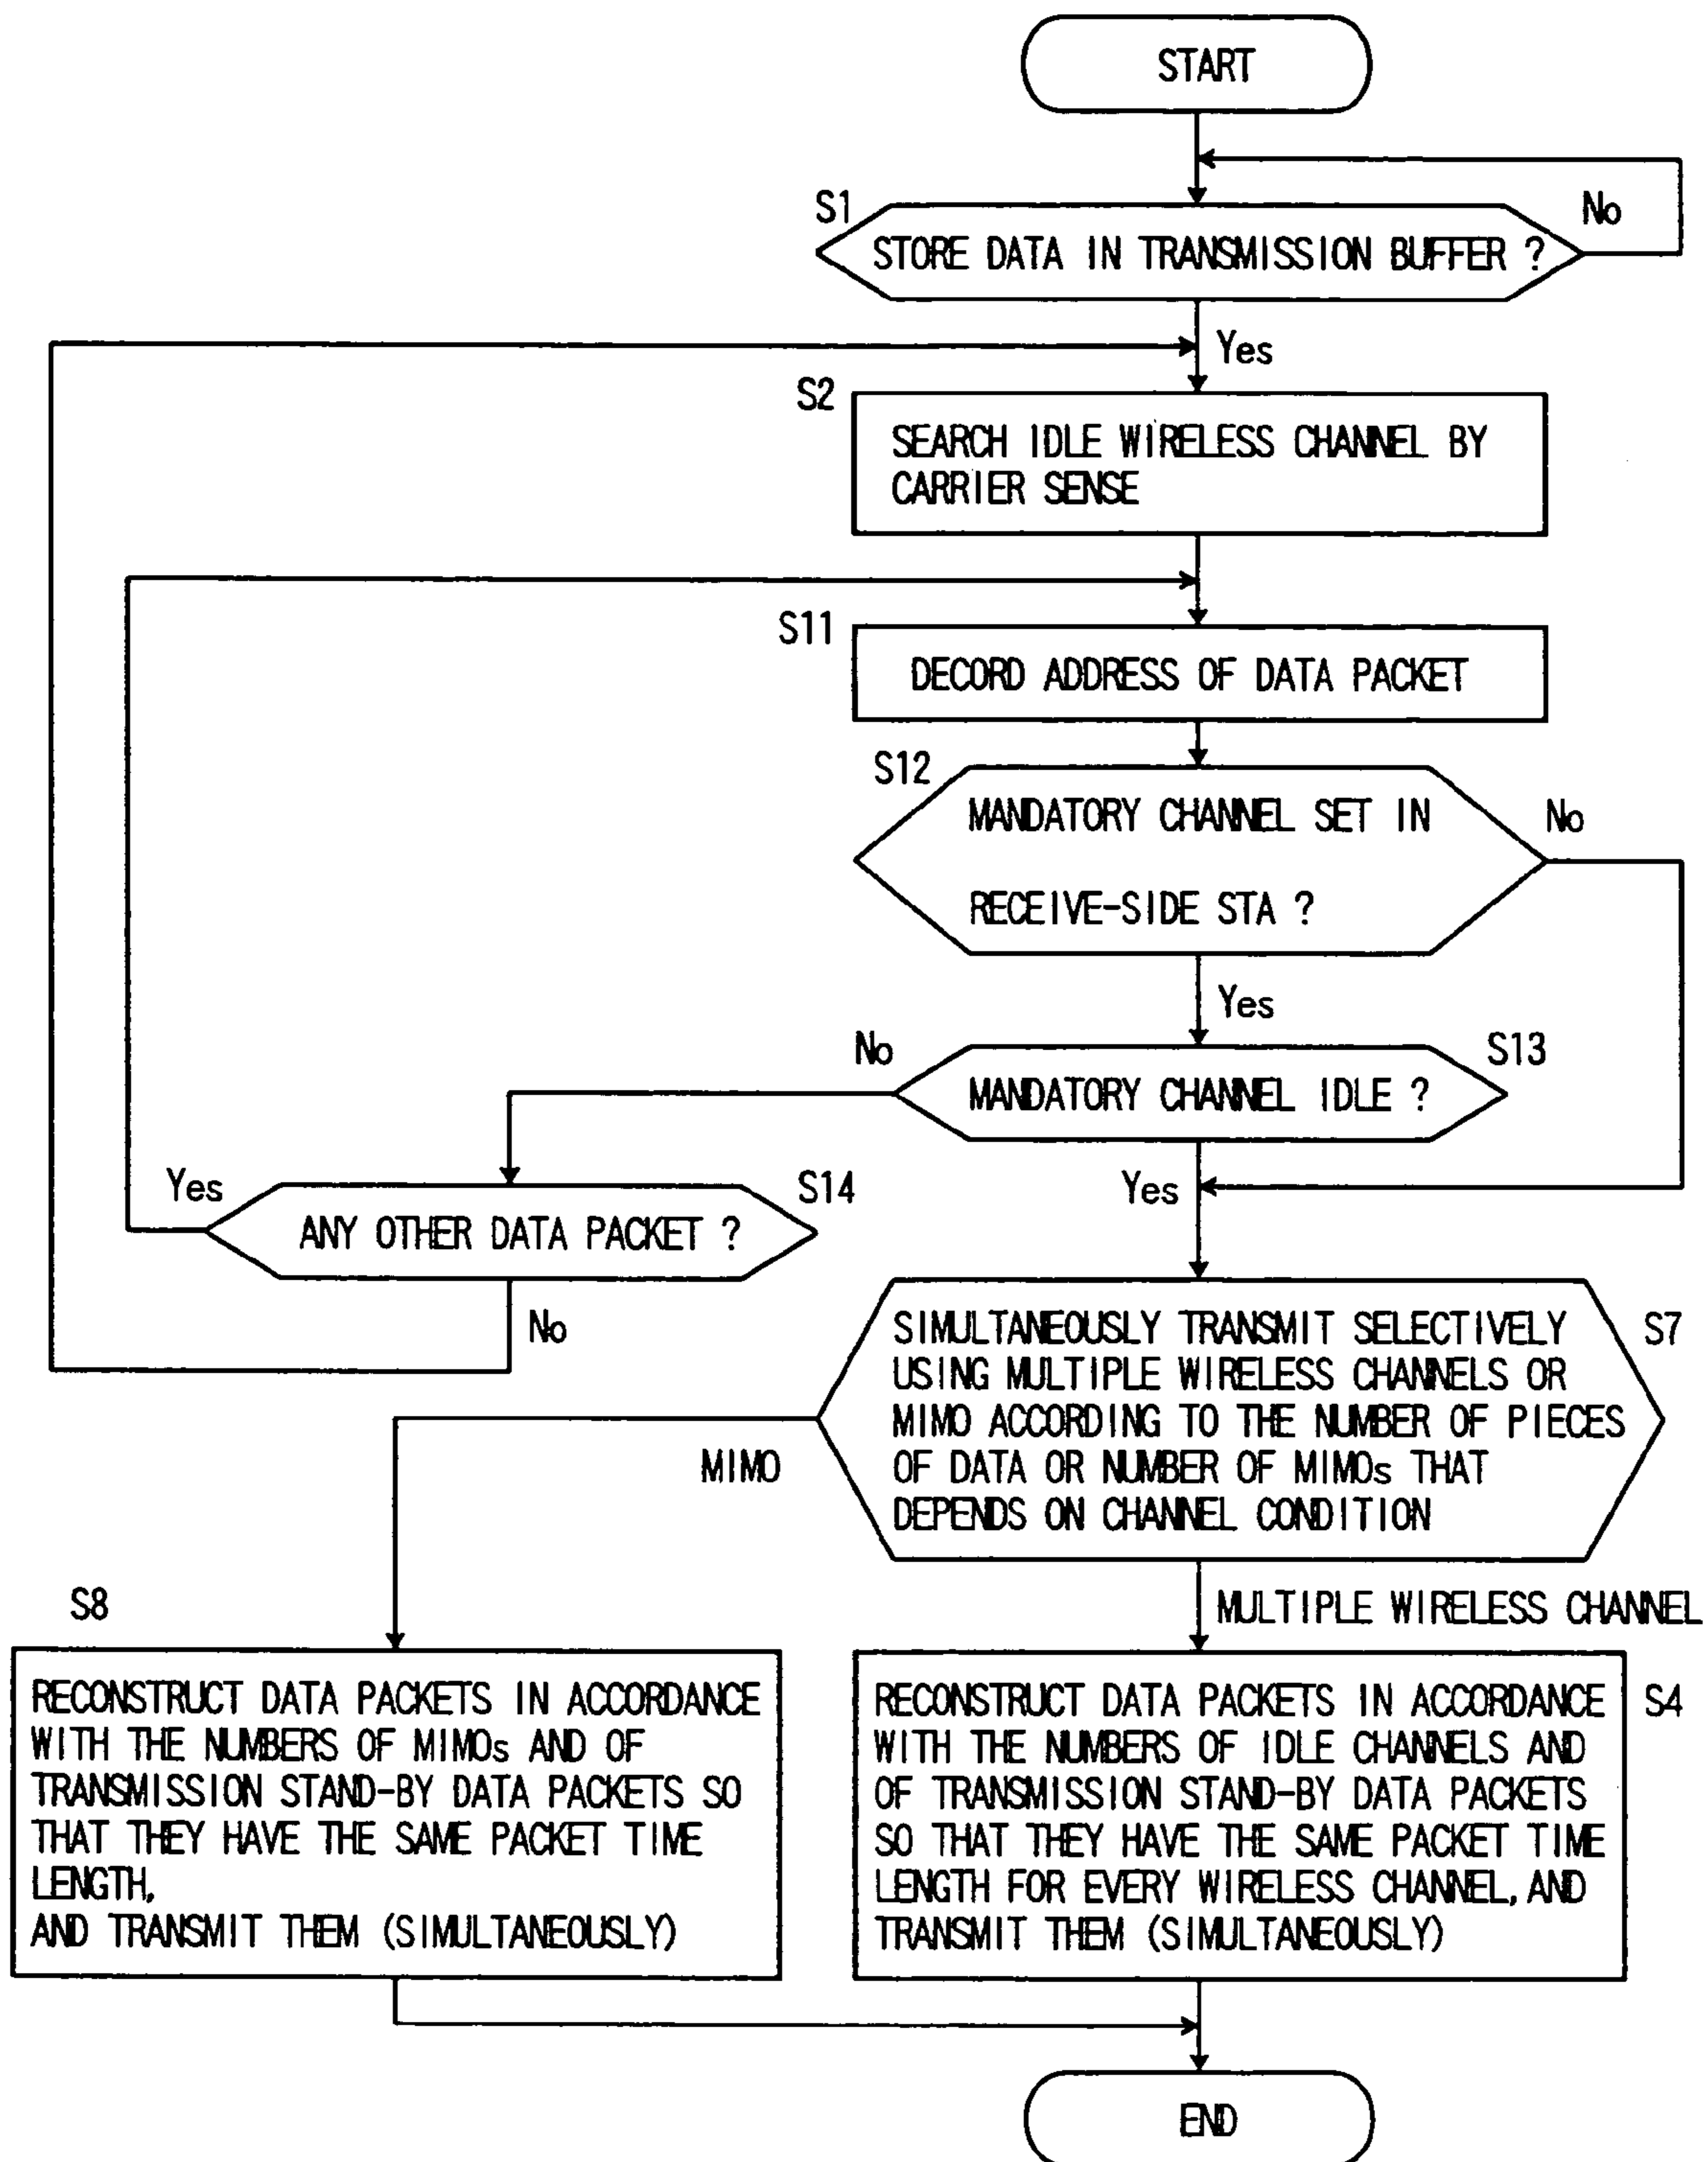 START
S1
No
STORE DATA IN TRANSMISSION BUFFER ?
Yes
S2
SEARCH IDLE WIRELESS CHANNEL BY
CARRIER SENSE
S11
DECORD ADDRESS OF DATA PACKET
S12
MANDATORY CHANNEL SET IN
No
RECEIVE-SIDE STA ?
Yes
No
S13
MANDATORY CHANNEL IDLE ?
Yes
S14
Yes
ANY OTHER DATA PACKET ?
No
SIMULTANEOUSLY TRANSMIT SELECTIVELY
S7
USING MULTIPLE WIRELESS CHANNELS OR
MIMO ACCORDING TO THE NUMBER OF PIECES
OF DATA OR NUMBER OF MIMOs THAT
DEPENDS ON CHANNEL CONDITION
MIMO
MULTIPLE WIRELESS CHANNEL
S8
RECONSTRUCT DATA PACKETS IN ACCORDANCE
WITH THE NUMBERS OF MIMOs AND OF
TRANSMISSION STAND-BY DATA PACKETS SO
THAT THEY HAVE THE SAME PACKET TIME
LENGTH,
AND TRANSMIT THEM (SIMULTANEOUSLY)
RECONSTRUCT DATA PACKETS IN ACCORDANCE
S4
WITH THE NUMBERS OF IDLE CHANNELS AND
OF TRANSMISSION STAND-BY DATA PACKETS
SO THAT THEY HAVE THE SAME PACKET TIME
LENGTH FOR EVERY WIRELESS CHANNEL, AND
TRANSMIT THEM (SIMULTANEOUSLY)
END